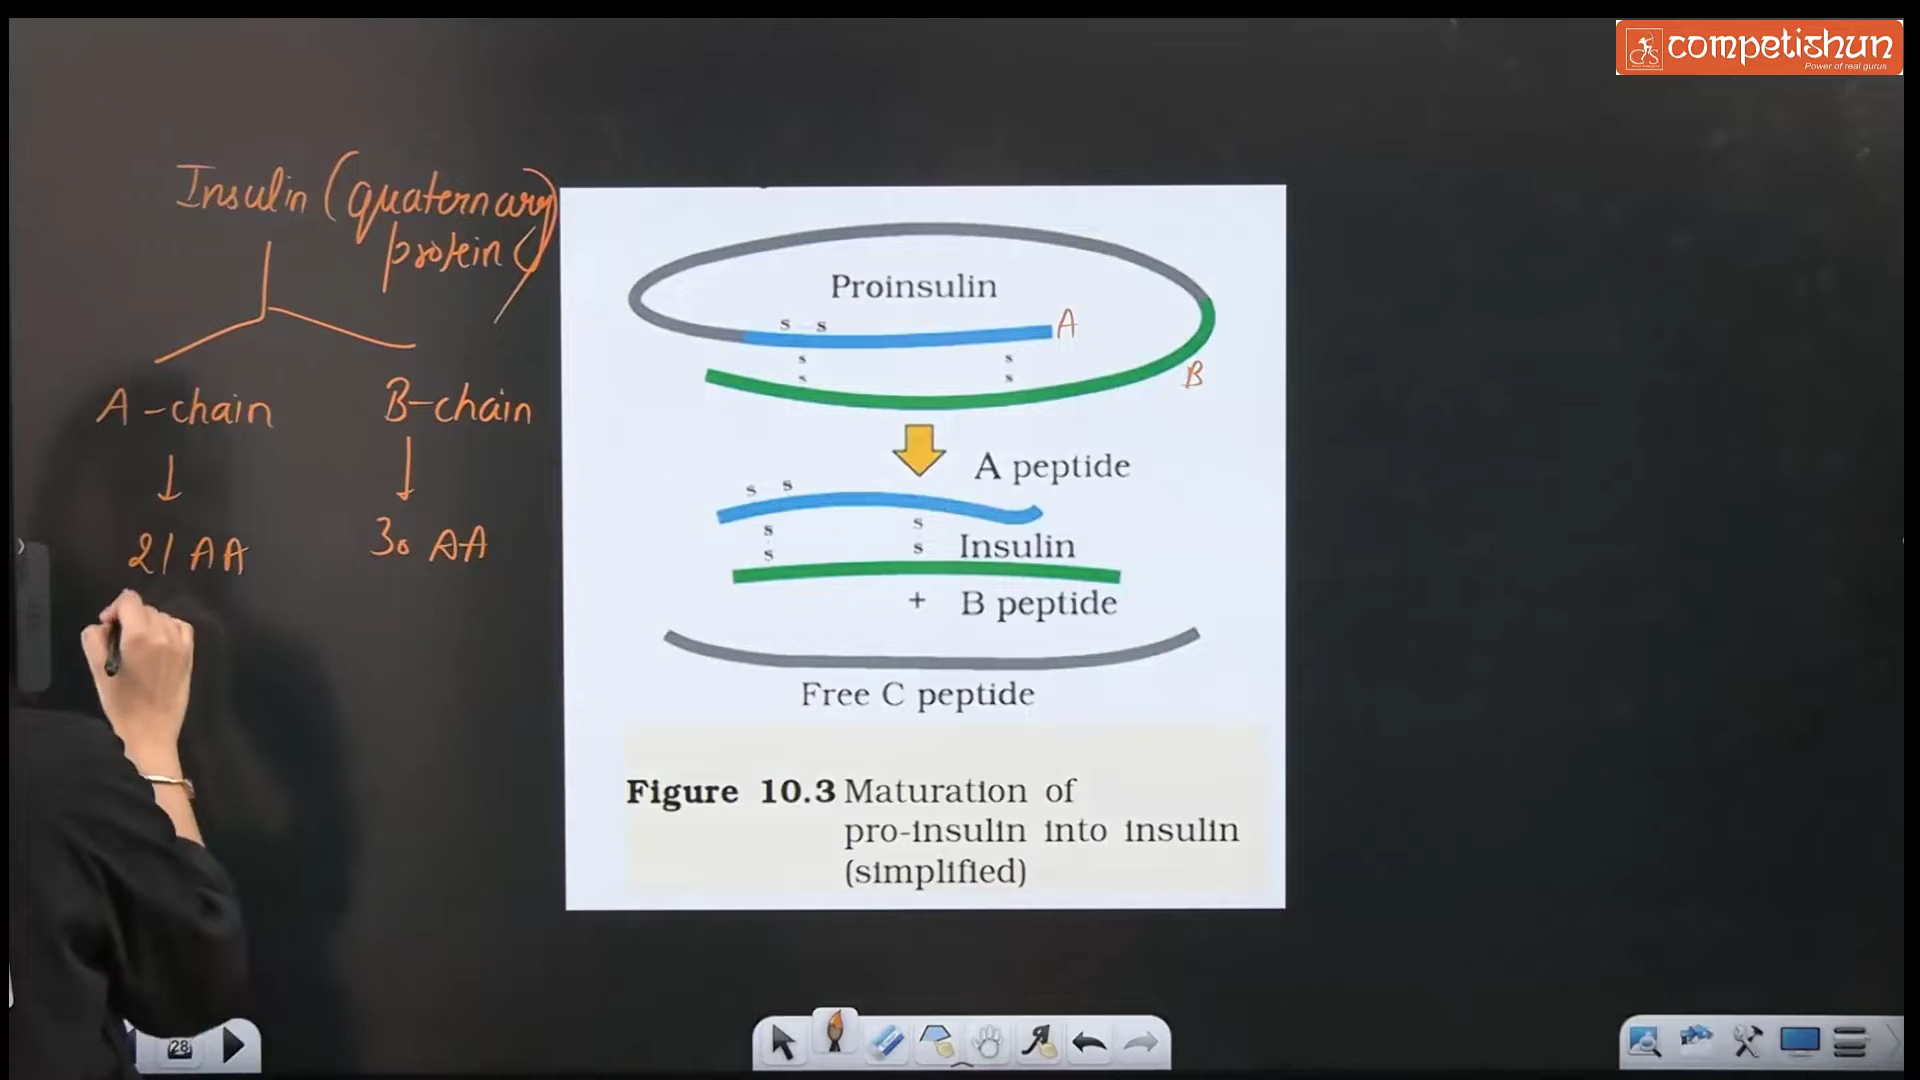 competishun
Power of real gurus
Insulin (quaternary
protein)
A-chain
B-chain
21 AA
30 AA
Proinsulin
s s
A
s s
s s
B
A peptide
s s
s s
s s
Insulin
+ B peptide
Free C peptide
Figure 10.3 Maturation of
pro-insulin into insulin
(simplified)
28